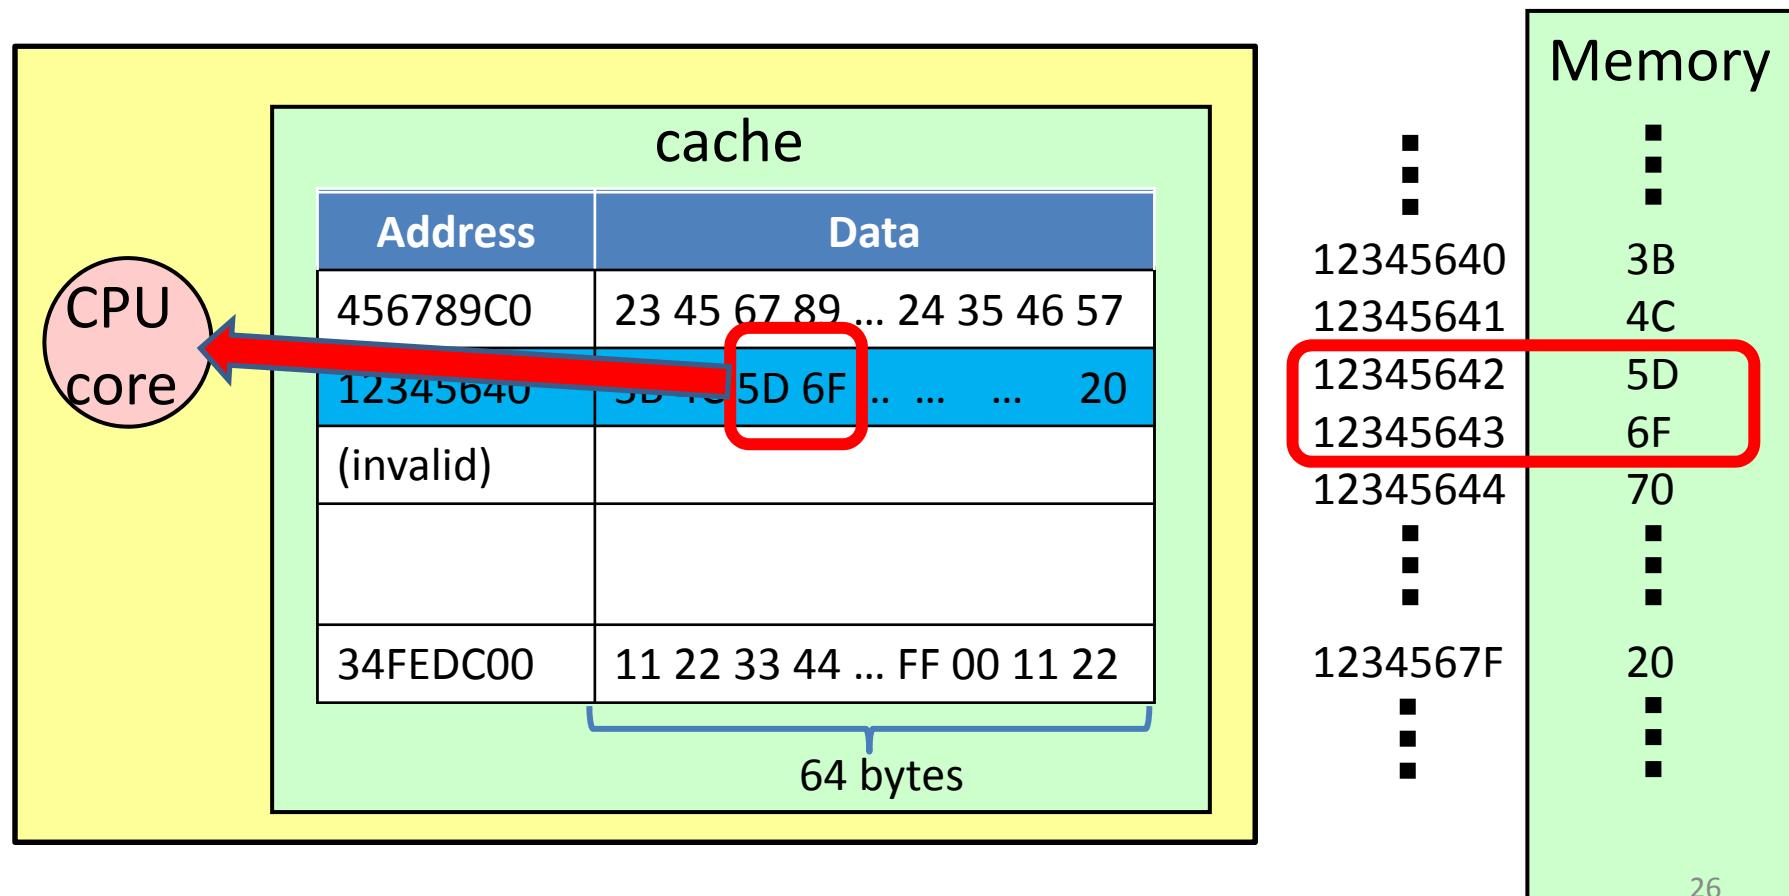 cache
Address Data
456789C0 23 45 67 89 ... 24 35 46 57
12345640 5D 6F .. ... ... 20
(invalid)
34FEDC00 11 22 33 44 ... FF 00 11 22
64 bytes
CPU
core
Memory
12345640 3B
12345641 4C
12345642 5D
12345643 6F
12345644 70
1234567F 20
26